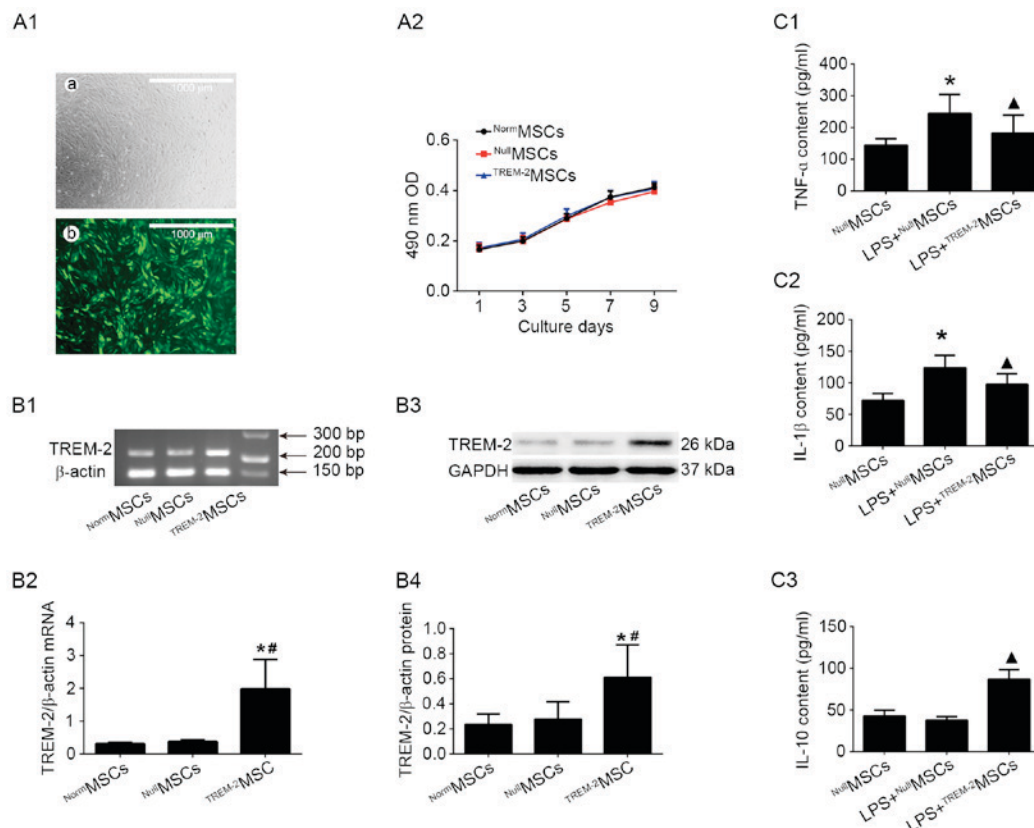 A1
a
1000 µm
b
1000 µm
A2
490 nm OD
0.6
0.4
0.2
0.0
NormMSCs
NullMSCs
TREM-2MSCs
1 3 5 7 9
Culture days
B1
TREM-2
β-actin
300 bp
200 bp
150 bp
NormMSCs
NullMSCs
TREM-2MSCs
B3
TREM-2
GAPDH
26 kDa
37 kDa
NormMSCs
NullMSCs
TREM-2MSCs
B2
TREM-2/β-actin mRNA
4
3
2
1
0
*#
NormMSCs
NullMSCs
TREM-2MSC
B4
TREM-2/β-actin protein
1.0
0.8
0.6
0.4
0.2
0.0
*#
NormMSCs
NullMSCs
TREM-2MSC
C1
TNF-α content (pg/ml)
400
300
200
100
0
* ▲
NullMSCs
LPS+NullMSCs
LPS+TREM-2MSCs
C2
IL-1β content (pg/ml)
200
150
100
50
0
* ▲
NullMSCs
LPS+NullMSCs
LPS+TREM-2MSCs
C3
IL-10 content (pg/ml)
150
100
50
0
▲
NullMSCs
LPS+NullMSCs
LPS+TREM-2MSCs